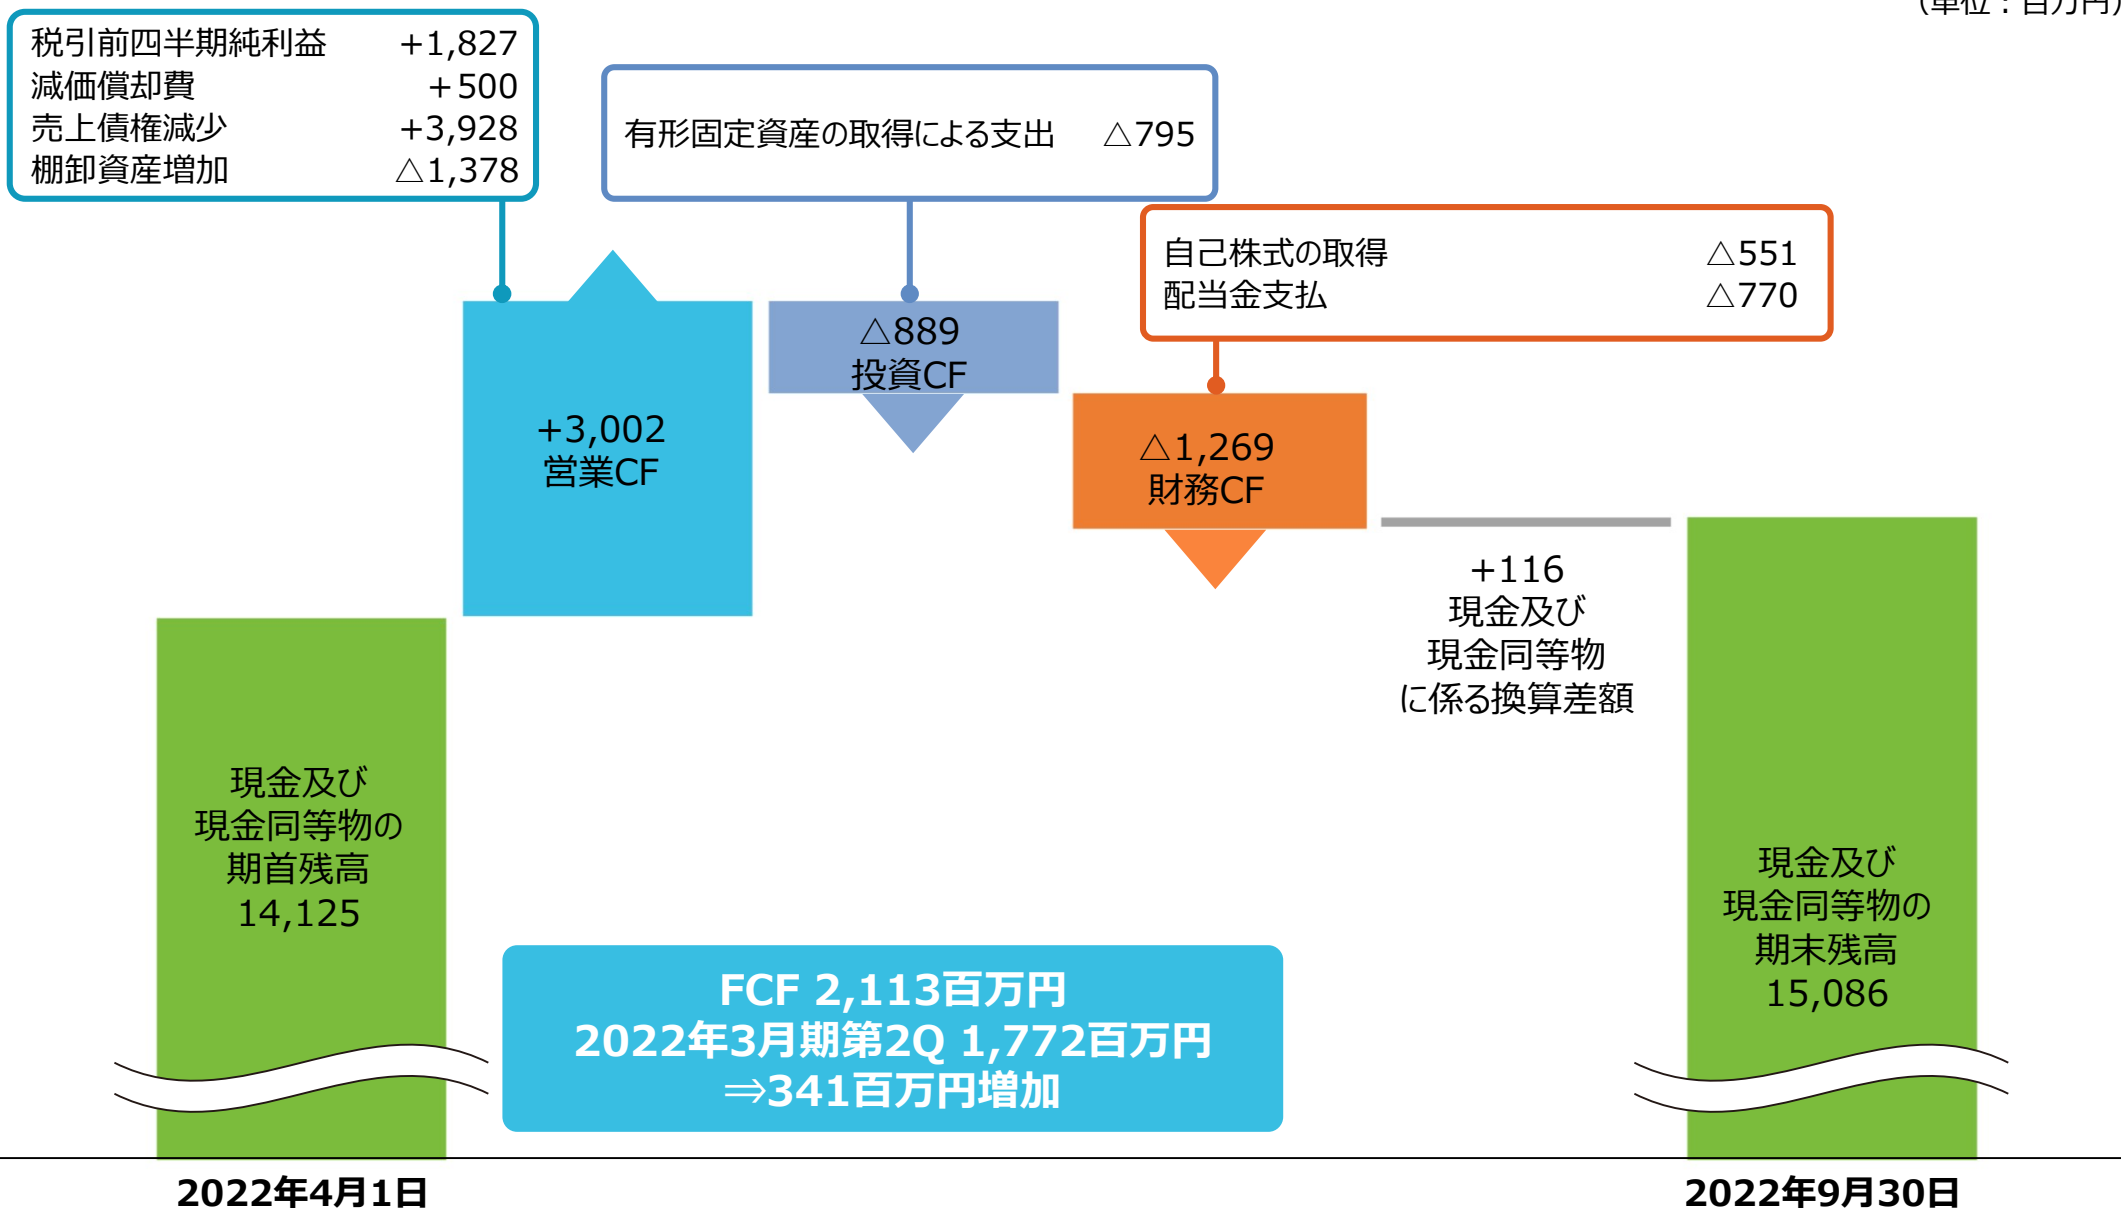 （単位：百万円）
税引前四半期純利益 +1,827
減価償却費 +500
売上債権減少 +3,928
棚卸資産増加 △1,378
有形固定資産の取得による支出 △795
自己株式の取得 △551
配当金支払 △770
+3,002
営業CF
△889
投資CF
△1,269
財務CF
+116
現金及び
現金同等物
に係る換算差額
現金及び
現金同等物の
期首残高
14,125
現金及び
現金同等物の
期末残高
15,086
FCF 2,113百万円
2022年3月期第2Q 1,772百万円
⇒341百万円増加
2022年4月1日
2022年9月30日